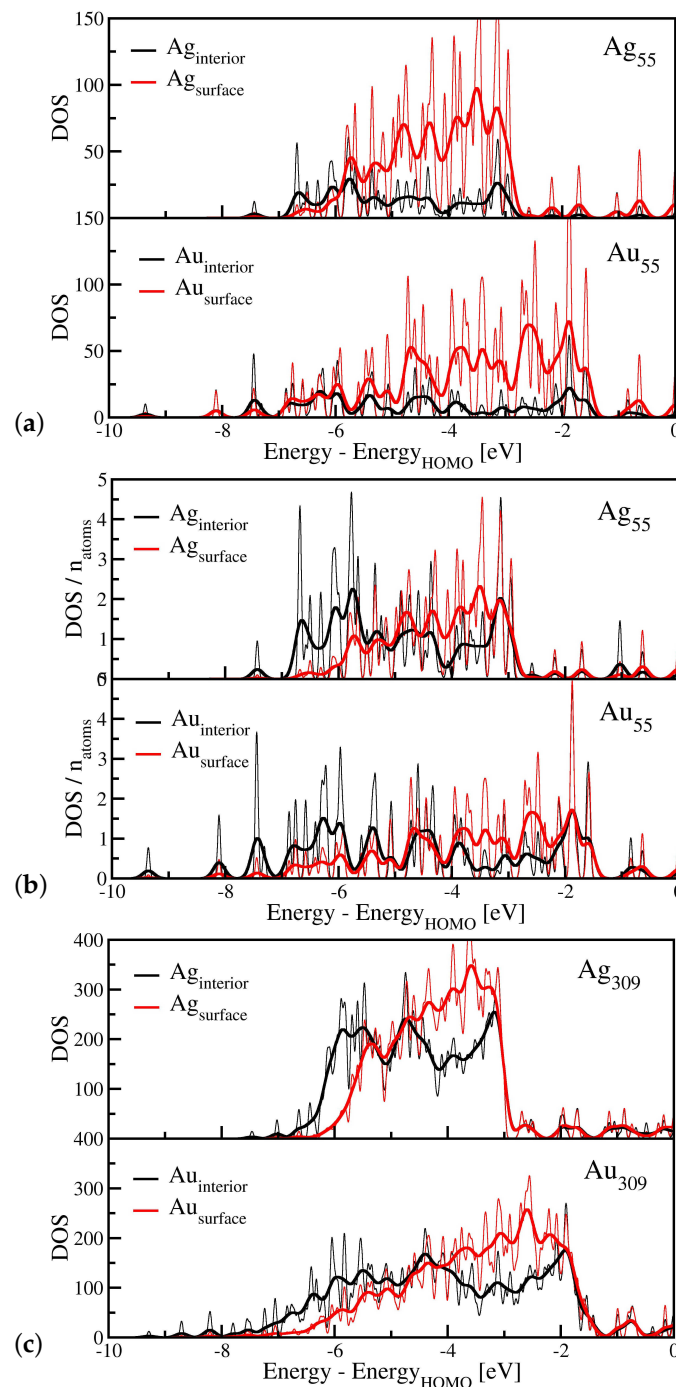 150
Ag_interior
Ag_surface
Ag_55
100
DOS
50
0
150
Au_interior
Au_surface
Au_55
100
DOS
50
0
(a)
-10 -8 -6 -4 -2 0
Energy - Energy_HOMO [eV]
5
Ag_interior
Ag_surface
Ag_55
4
3
DOS / n_atoms
2
1
0
5
Au_interior
Au_surface
Au_55
4
3
DOS / n_atoms
2
1
0
(b)
-10 -8 -6 -4 -2 0
Energy - Energy_HOMO [eV]
400
Ag_interior
Ag_surface
Ag_309
300
DOS
200
100
400
Au_interior
Au_surface
Au_309
300
DOS
200
100
0
(c)
-10 -8 -6 -4 -2 0
Energy - Energy_HOMO [eV]